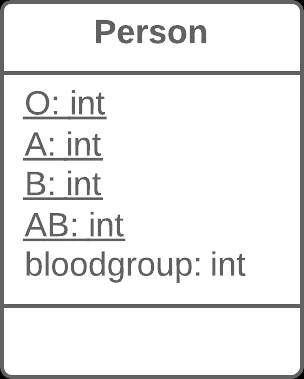 Person
O: int
A: int
B: int
AB: int
bloodgroup: int